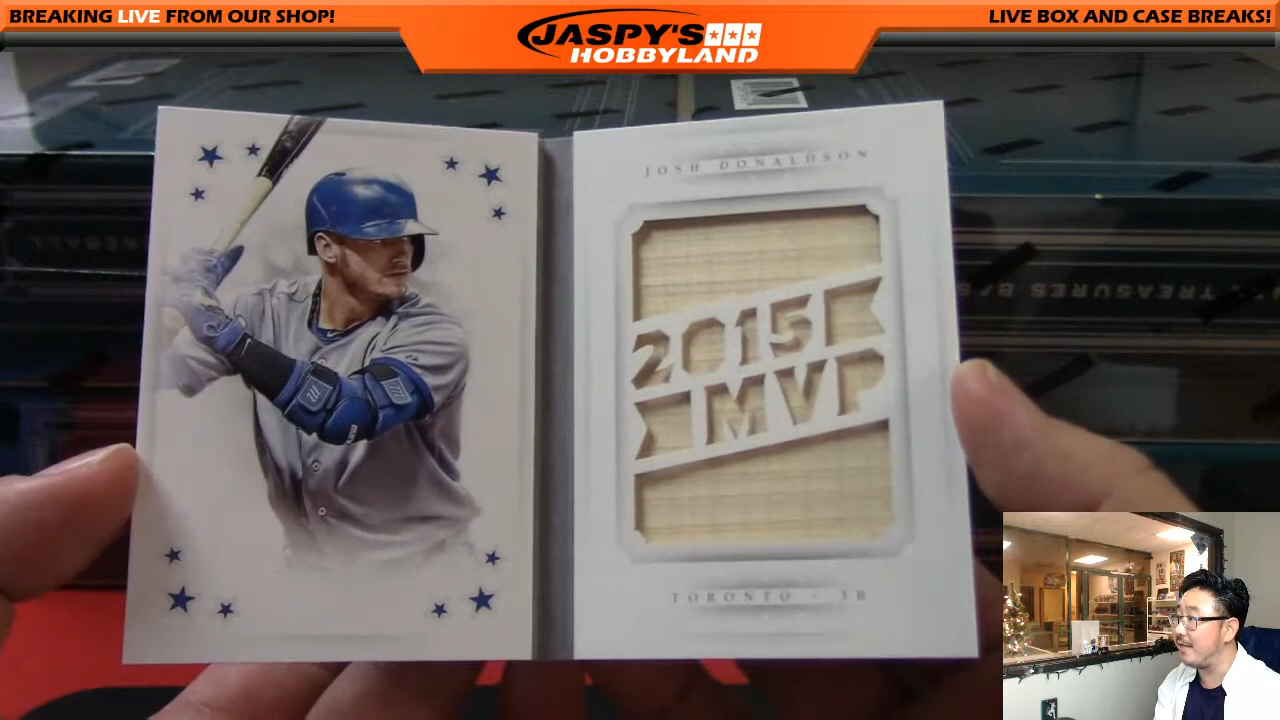 BREAKING LIVE FROM OUR SHOP!
JASPY'S
HOBBYLAND
LIVE BOX AND CASE BREAKS!
JOSH DONALDSON
2015
MVP
TORONTO - 3B
BASEBALL
TREASURES